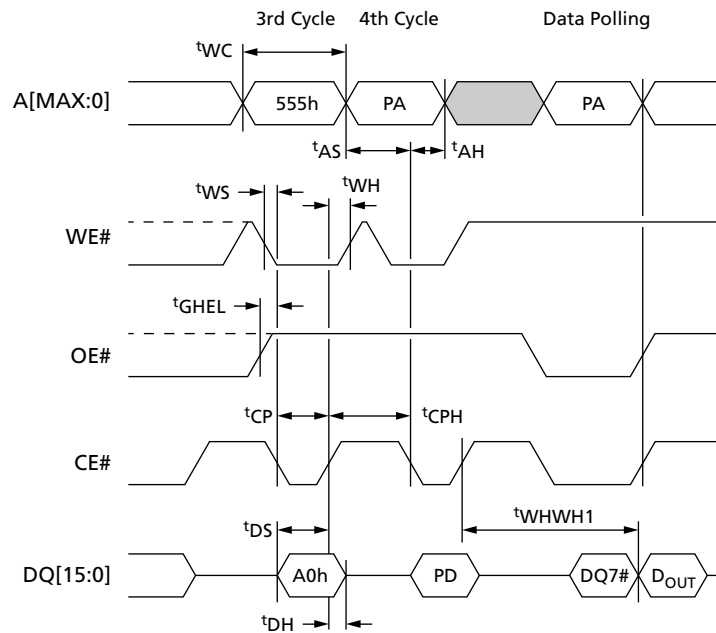 3rd Cycle 4th Cycle Data Polling
tWC
A[MAX:0] 555h PA PA
tAS tAH
tWS tWH
WE#
tGHEL
OE#
tCP tCPH
CE#
tWHWH1
tDS
DQ[15:0] A0h PD DQ7# DOUT
tDH